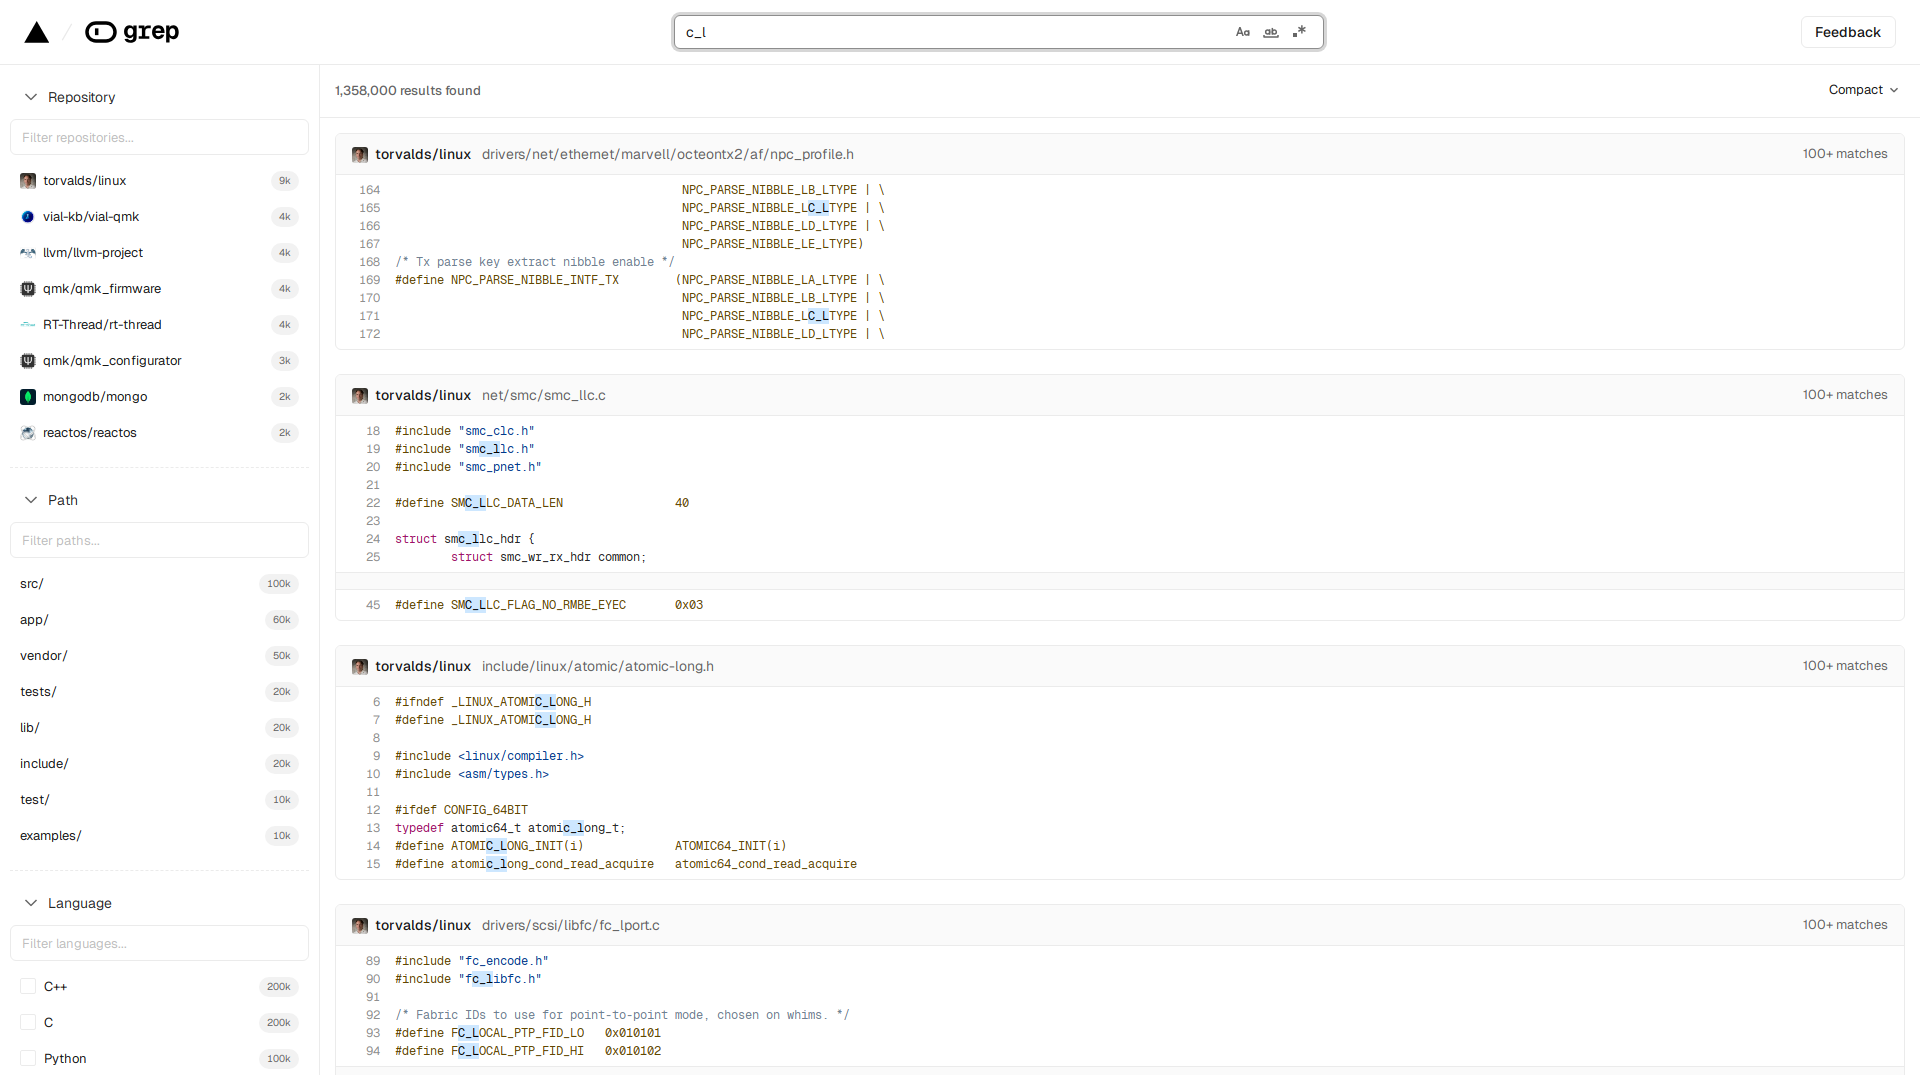 grep
c_l
Aa ab .*
Feedback
Repository
Filter repositories...
torvalds/linux 9k
vial-kb/vial-qmk 4k
llvm/llvm-project 4k
qmk/qmk_firmware 4k
RT-Thread/rt-thread 4k
qmk/qmk_configurator 3k
mongodb/mongo 2k
reactos/reactos 2k
Path
Filter paths...
src/ 100k
app/ 60k
vendor/ 50k
tests/ 20k
lib/ 20k
include/ 20k
test/ 10k
examples/ 10k
Language
Filter languages...
C++ 200k
C 200k
Python 100k
1,358,000 results found
Compact
torvalds/linux drivers/net/ethernet/marvell/octeontx2/af/npc_profile.h 100+ matches
164 NPC_PARSE_NIBBLE_LB_LTYPE | \
165 NPC_PARSE_NIBBLE_LC_LTYPE | \
166 NPC_PARSE_NIBBLE_LD_LTYPE | \
167 NPC_PARSE_NIBBLE_LE_LTYPE)
168 /* Tx parse key extract nibble enable */
169 #define NPC_PARSE_NIBBLE_INTF_TX (NPC_PARSE_NIBBLE_LA_LTYPE | \
170 NPC_PARSE_NIBBLE_LB_LTYPE | \
171 NPC_PARSE_NIBBLE_LC_LTYPE | \
172 NPC_PARSE_NIBBLE_LD_LTYPE | \
torvalds/linux net/smc/smc_llc.c 100+ matches
18 #include "smc_clc.h"
19 #include "smc_llc.h"
20 #include "smc_pnet.h"
21
22 #define SMC_LLC_DATA_LEN 40
23
24 struct smc_llc_hdr {
25 struct smc_wr_rx_hdr common;
45 #define SMC_LLC_FLAG_NO_RMBE_EYEC 0x03
torvalds/linux include/linux/atomic/atomic-long.h 100+ matches
6 #ifndef _LINUX_ATOMIC_LONG_H
7 #define _LINUX_ATOMIC_LONG_H
8
9 #include <linux/compiler.h>
10 #include <asm/types.h>
11
12 #ifdef CONFIG_64BIT
13 typedef atomic64_t atomic_long_t;
14 #define ATOMIC_LONG_INIT(i) ATOMIC64_INIT(i)
15 #define atomic_long_cond_read_acquire atomic64_cond_read_acquire
torvalds/linux drivers/scsi/libfc/fc_lport.c 100+ matches
89 #include "fc_encode.h"
90 #include "fc_libfc.h"
91
92 /* Fabric IDs to use for point-to-point mode, chosen on whims. */
93 #define FC_LOCAL_PTP_FID_LO 0x010101
94 #define FC_LOCAL_PTP_FID_HI 0x010102